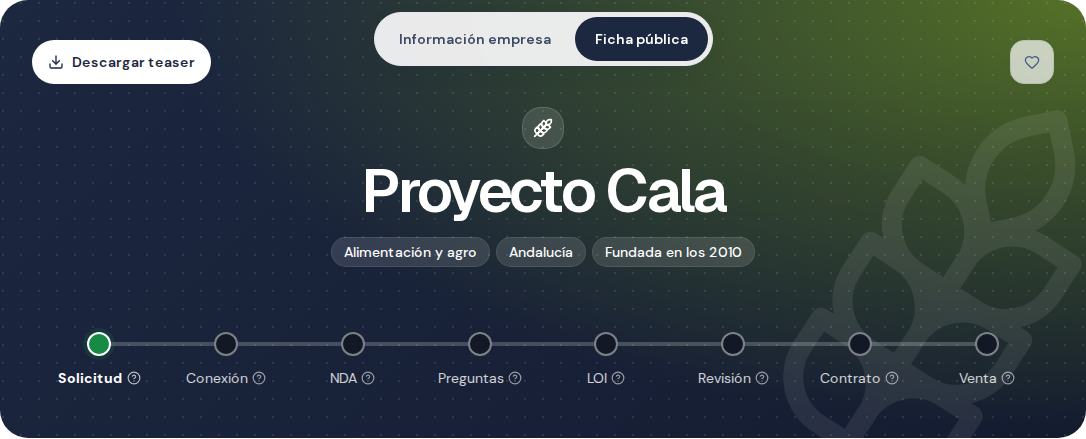 Información empresa
Ficha pública
Descargar teaser
Proyecto Cala
Alimentación y agro
Andalucía
Fundada en los 2010
Solicitud
Conexión
NDA
Preguntas
LOI
Revisión
Contrato
Venta